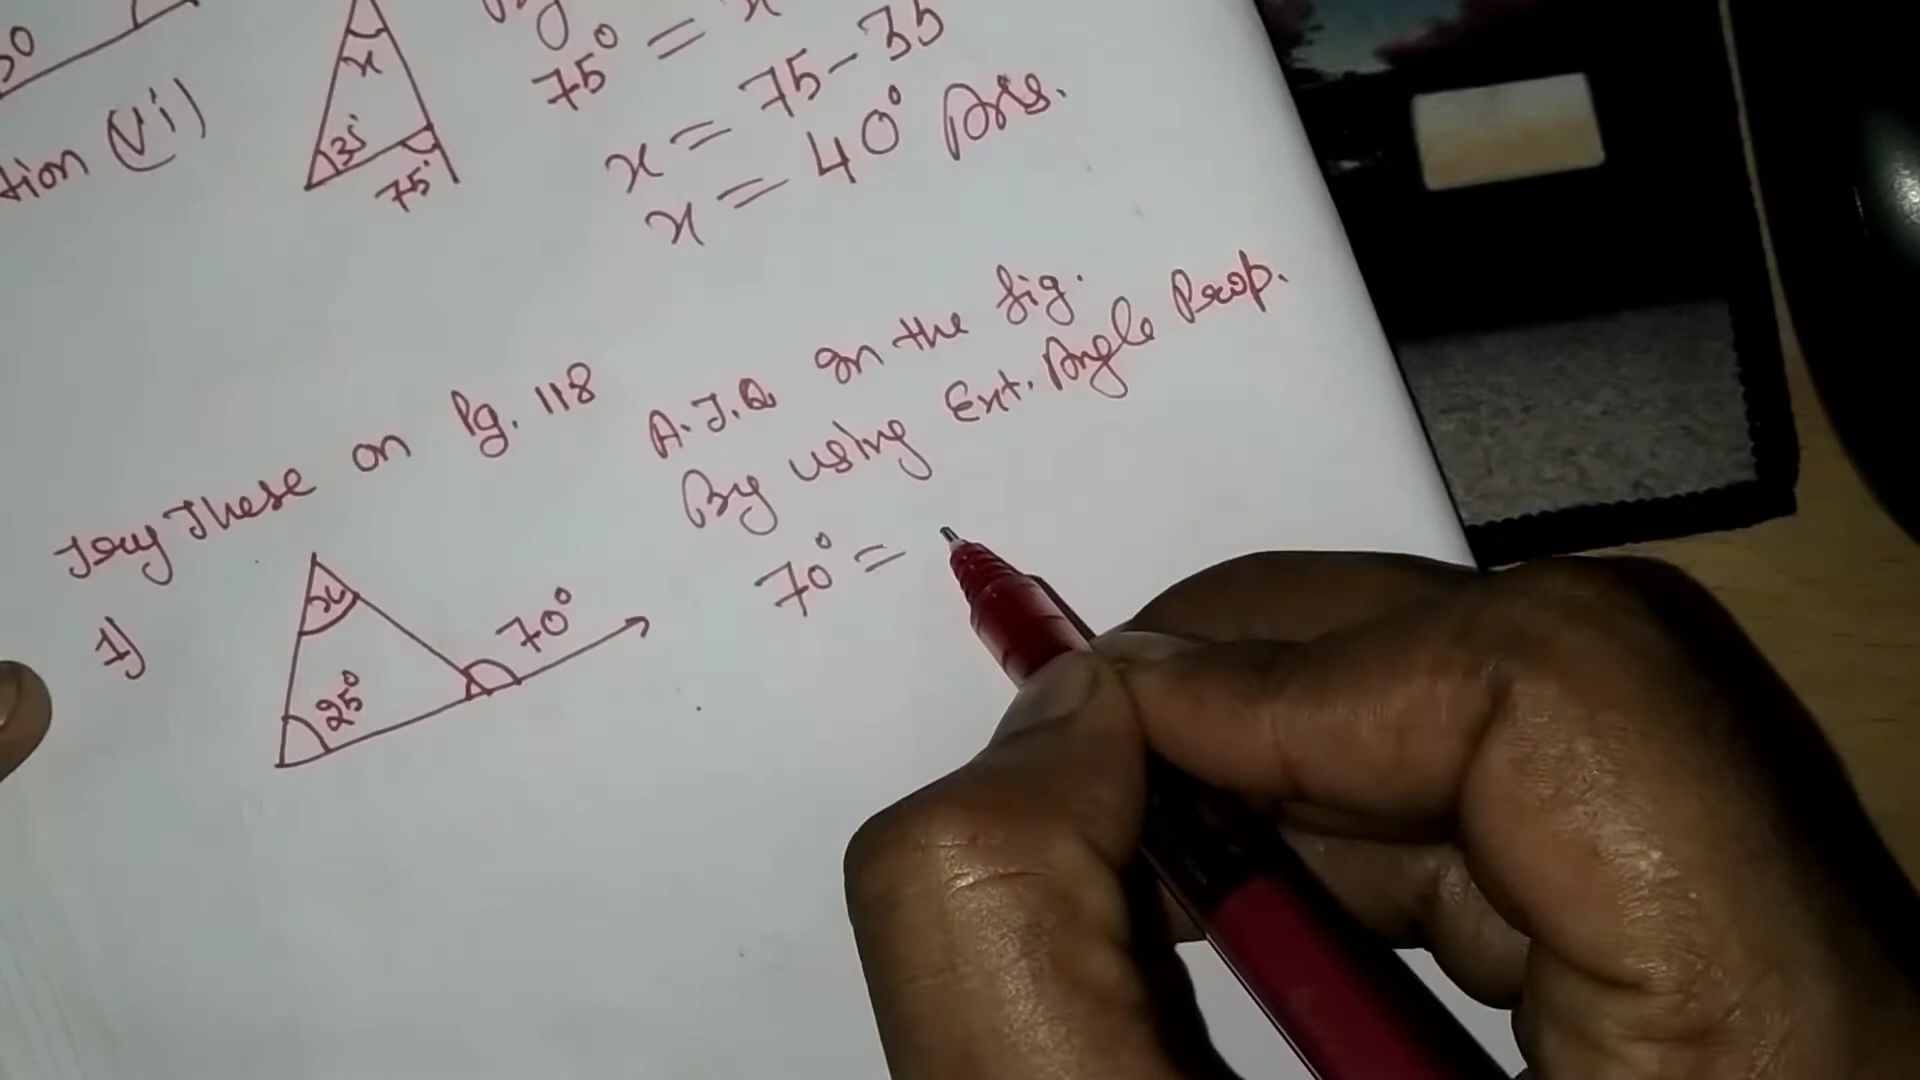 tion (vi)
x
35°
75°
75° =
x = 75-35
x = 40° Ans.
Try These on Pg. 118
A.T.Q In the fig.
By using Ext. Angle Prop.
70° =
1)
x
25°
70°